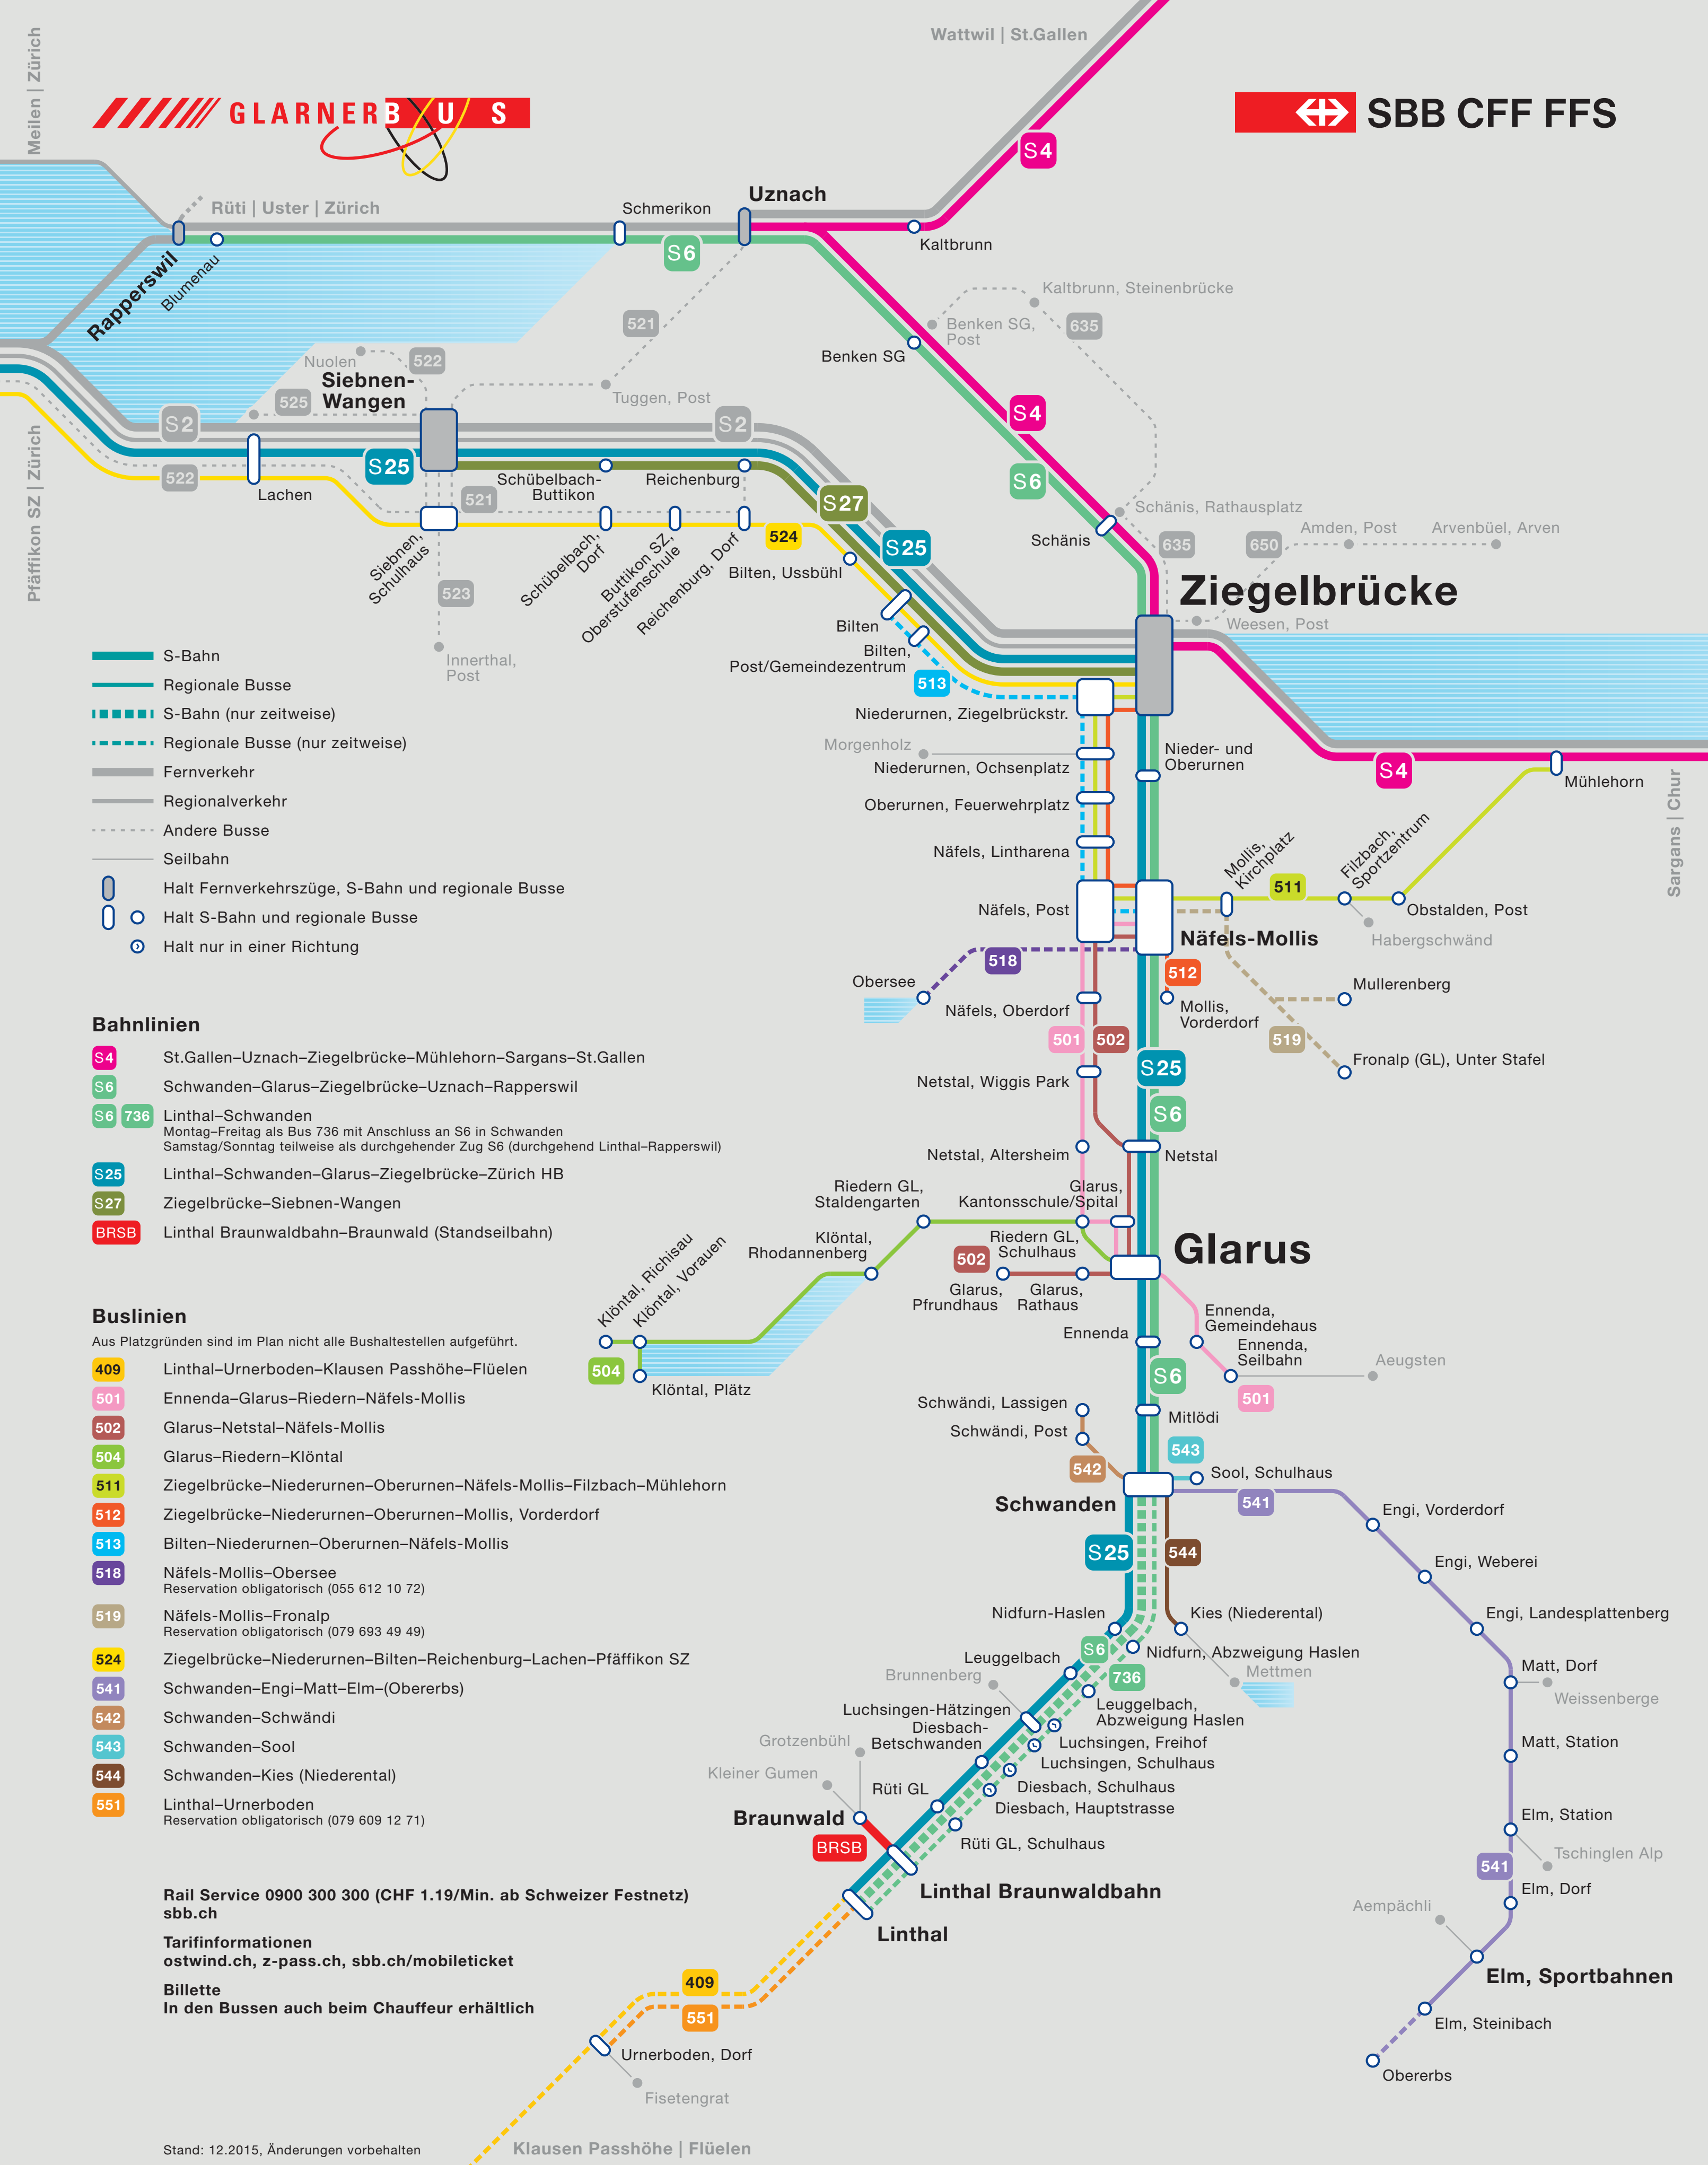 Meilen | Zürich
Wattwil | St.Gallen
GLARNERBUS
SBB CFF FFS
S4
Uznach
Rüti | Uster | Zürich
Schmerikon
S6
Kaltbrunn
Rapperswil
Blumenau
Kaltbrunn, Steinenbrücke
521
635
Benken SG,
Post
Benken SG
Nuolen
522
Siebnen-
Wangen
525
Tuggen, Post
S2
S2
S4
Pfäffikon SZ | Zürich
S25
522
Lachen
521
Schübelbach-
Buttikon
Reichenburg
S6
S27
Schänis, Rathausplatz
Schänis
524
S25
635
650
Amden, Post
Arvenbüel, Arven
Siebnen,
Schulhaus
Schübelbach,
Dorf
Buttikon SZ,
Oberstufenschule
Reichenburg, Dorf
Bilten, Ussbühl
523
Ziegelbrücke
Weesen, Post
Bilten
Bilten,
Post/Gemeindezentrum
Innerthal,
Post
513
S-Bahn
Regionale Busse
S-Bahn (nur zeitweise)
Regionale Busse (nur zeitweise)
Fernverkehr
Regionalverkehr
Andere Busse
Seilbahn
Halt Fernverkehrszüge, S-Bahn und regionale Busse
Halt S-Bahn und regionale Busse
Halt nur in einer Richtung
Niederurnen, Ziegelbrückstr.
Morgenholz
Niederurnen, Ochsenplatz
Nieder- und
Oberurnen
S4
Mühlehorn
Sargans | Chur
Oberurnen, Feuerwehrplatz
Näfels, Lintharena
Mollis,
Kirchplatz
Filzbach,
Sportzentrum
511
Näfels, Post
Obstalden, Post
Habergschwänd
Näfels-Mollis
518
512
Obersee
Näfels, Oberdorf
Mollis,
Vorderdorf
Mullerenberg
519
Fronalp (GL), Unter Stafel
501
502
S25
Netstal, Wiggis Park
S6
Netstal, Altersheim
Netstal
Bahnlinien
S4 St.Gallen–Uznach–Ziegelbrücke–Mühlehorn–Sargans–St.Gallen
S6 Schwanden–Glarus–Ziegelbrücke–Uznach–Rapperswil
S6 736 Linthal–Schwanden
Montag–Freitag als Bus 736 mit Anschluss an S6 in Schwanden
Samstag/Sonntag teilweise als durchgehender Zug S6 (durchgehend Linthal–Rapperswil)
S25 Linthal–Schwanden–Glarus–Ziegelbrücke–Zürich HB
S27 Ziegelbrücke–Siebnen-Wangen
BRSB Linthal Braunwaldbahn–Braunwald (Standseilbahn)
Riedern GL,
Staldengarten
Glarus,
Kantonsschule/Spital
Klöntal,
Rhodannenberg
Riedern GL,
Schulhaus
502
Glarus
Klöntal, Richisau
Klöntal, Vorauen
Glarus,
Pfrundhaus
Glarus,
Rathaus
Ennenda
Ennenda,
Gemeindehaus
Ennenda,
Seilbahn
Aeugsten
504
Klöntal, Plätz
S6
501
Schwändi, Lassigen
Schwändi, Post
Mitlödi
543
542
Sool, Schulhaus
Schwanden
541
Engi, Vorderdorf
Buslinien
Aus Platzgründen sind im Plan nicht alle Bushaltestellen aufgeführt.
409 Linthal–Urnerboden–Klausen Passhöhe–Flüelen
501 Ennenda–Glarus–Riedern–Näfels-Mollis
502 Glarus–Netstal–Näfels-Mollis
504 Glarus–Riedern–Klöntal
511 Ziegelbrücke–Niederurnen–Oberurnen–Näfels-Mollis–Filzbach–Mühlehorn
512 Ziegelbrücke–Niederurnen–Oberurnen–Mollis, Vorderdorf
513 Bilten–Niederurnen–Oberurnen–Näfels-Mollis
518 Näfels-Mollis–Obersee
Reservation obligatorisch (055 612 10 72)
519 Näfels-Mollis–Fronalp
Reservation obligatorisch (079 693 49 49)
524 Ziegelbrücke–Niederurnen–Bilten–Reichenburg–Lachen–Pfäffikon SZ
541 Schwanden–Engi–Matt–Elm–(Obererbs)
542 Schwanden–Schwändi
543 Schwanden–Sool
544 Schwanden–Kies (Niederental)
551 Linthal–Urnerboden
Reservation obligatorisch (079 609 12 71)
S25
544
Engi, Weberei
Nidfurn-Haslen
Kies (Niederental)
Engi, Landesplattenberg
S6
Nidfurn, Abzweigung Haslen
Leuggelbach
736
Mettmen
Matt, Dorf
Weissenberge
Brunnenberg
Leuggelbach,
Abzweigung Haslen
Luchsingen-Hätzingen
Diesbach-
Betschwanden
Luchsingen, Freihof
Matt, Station
Grotzenbühl
Luchsingen, Schulhaus
Kleiner Gumen
Diesbach, Schulhaus
Rüti GL
Diesbach, Hauptstrasse
Braunwald
Rüti GL, Schulhaus
Elm, Station
BRSB
541
Tschinglen Alp
Linthal Braunwaldbahn
Elm, Dorf
Linthal
Aempächli
Elm, Sportbahnen
Elm, Steinibach
Obererbs
Rail Service 0900 300 300 (CHF 1.19/Min. ab Schweizer Festnetz)
sbb.ch
Tarifinformationen
ostwind.ch, z-pass.ch, sbb.ch/mobileticket
Billette
In den Bussen auch beim Chauffeur erhältlich
409
551
Urnerboden, Dorf
Fisetengrat
Stand: 12.2015, Änderungen vorbehalten
Klausen Passhöhe | Flüelen